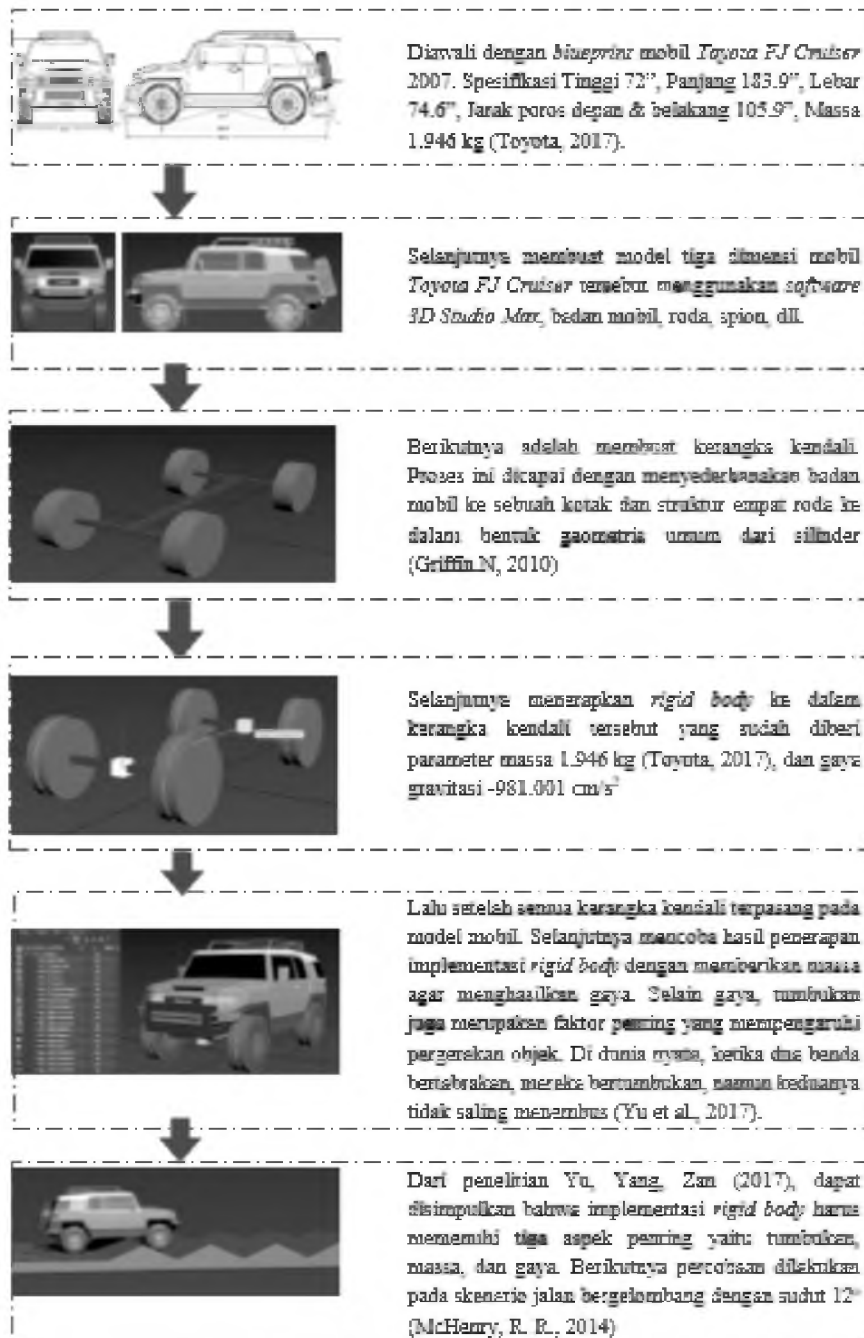 Diawali dengan blueprint mobil Toyota FJ Cruiser
2007. Spesifikasi Tinggi 72”, Panjang 183.9”, Lebar
74.6”, Jarak poros depan & belakang 105.9”, Massa
1.946 kg (Toyota, 2017).
Selanjutnya membuat model tiga dimensi mobil
Toyota FJ Cruiser tersebut menggunakan software
3D Studio Max, badan mobil, roda, spion, dll.
Berikutnya adalah membuat kerangka kendali.
Proses ini dicapai dengan menyederhanakan badan
mobil ke sebuah kotak dan struktur empat roda ke
dalam bentuk geometris umum dari silinder
(Griffin.N, 2010)
Selanjutnya menerapkan rigid body ke dalam
kerangka kendali tersebut yang sudah diberi
parameter massa 1.946 kg (Toyota, 2017), dan gaya
gravitasi -981.001 cm/s²
Lalu setelah semua kerangka kendali terpasang pada
model mobil. Selanjutnya mencoba hasil penerapan
implementasi rigid body dengan memberikan massa
agar menghasilkan gaya. Selain gaya, tumbukan
juga merupaken faktor penting yang mempengaruhi
pergerekan objek. Di dunia nyata, ketika dua benda
bertabrakan, mereka bertumbukan, namun keduanya
tidak saling menembus (Yu et al., 2017).
Dari penelitian Yu, Yang, Zan (2017), dapat
disimpulkan bahwa implementasi rigid body harus
memenuhi tiga aspek penting yaitu tumbukan,
massa, dan gaya. Berikutnya percobaan dilakukan
pada skenario jalan bergelombang dengan sudut 12°
(McHenry, R. R., 2014)